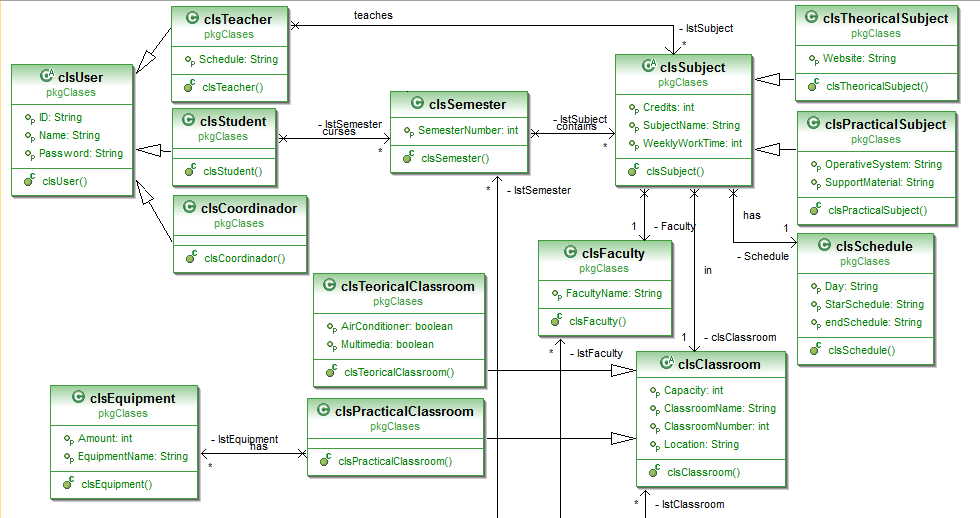 clsTeacher
pkgClases
Schedule: String
clsTeacher()
teaches
- lstSubject
*
clsTheoricalSubject
pkgClases
Website: String
clsTheoricalSubject()
clsUser
pkgClases
ID: String
Name: String
Password: String
clsUser()
clsSubject
pkgClases
Credits: int
SubjectName: String
WeeklyWorkTime: int
clsSubject()
clsSemester
pkgClases
SemesterNumber: int
clsSemester()
clsStudent
pkgClases
clsStudent()
- lstSemester
curses
*
- lstSubject
contains
*
clsPracticalSubject
pkgClases
OperativeSystem: String
SupportMaterial: String
clsPracticalSubject()
* - lstSemester
clsCoordinador
pkgClases
clsCoordinador()
1 - Faculty
has
1
- Schedule
in
clsFaculty
pkgClases
FacultyName: String
clsFaculty()
clsSchedule
pkgClases
Day: String
StarSchedule: String
endSchedule: String
clsSchedule()
clsTeoricalClassroom
pkgClases
AirConditioner: boolean
Multimedia: boolean
clsTeoricalClassroom()
* - lstFaculty
1 - clsClassroom
clsClassroom
pkgClases
Capacity: int
ClassroomName: String
ClassroomNumber: int
Location: String
clsClassroom()
clsEquipment
pkgClases
Amount: int
EquipmentName: String
clsEquipment()
- lstEquipment
has
*
clsPracticalClassroom
pkgClases
clsPracticalClassroom()
* - lstClassroom